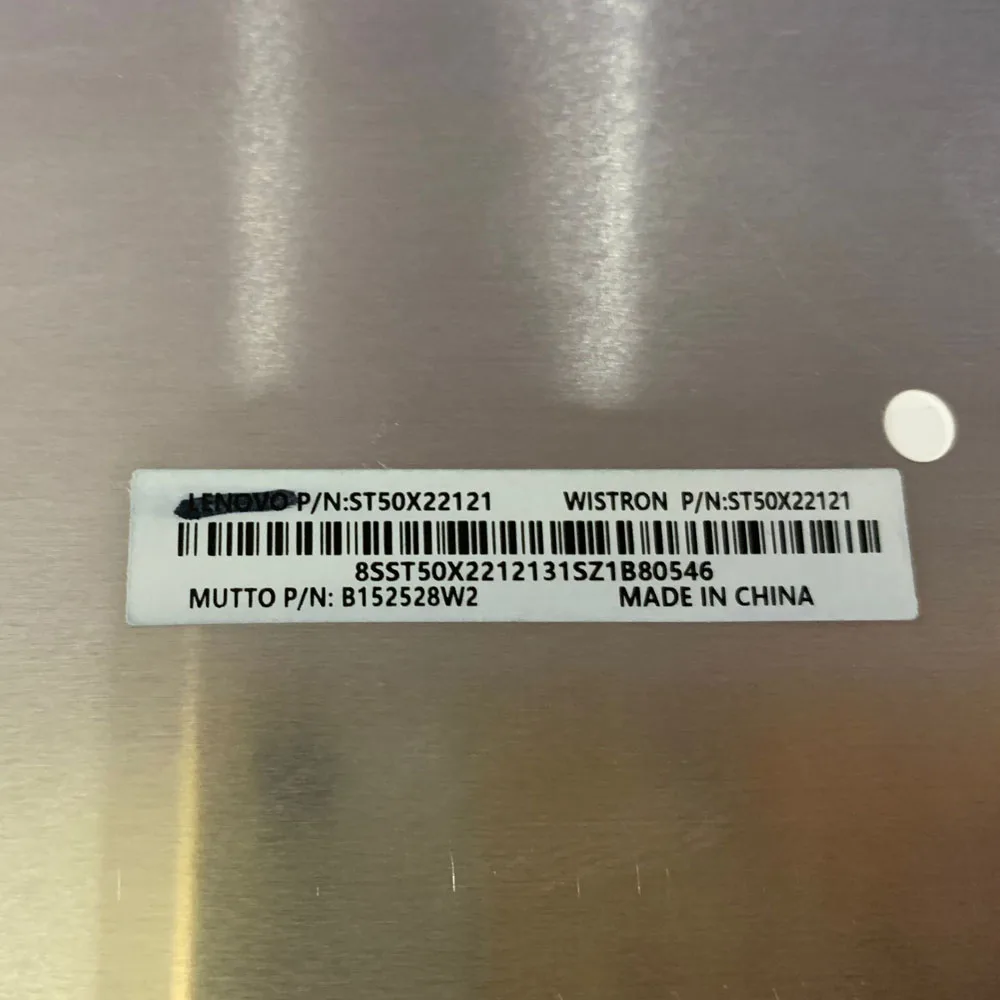 LENOVO P/N:ST50X22121 WISTRON P/N:ST50X22121
8SST50X2212131SZ1B80546
MUTTO P/N: B152528W2 MADE IN CHINA